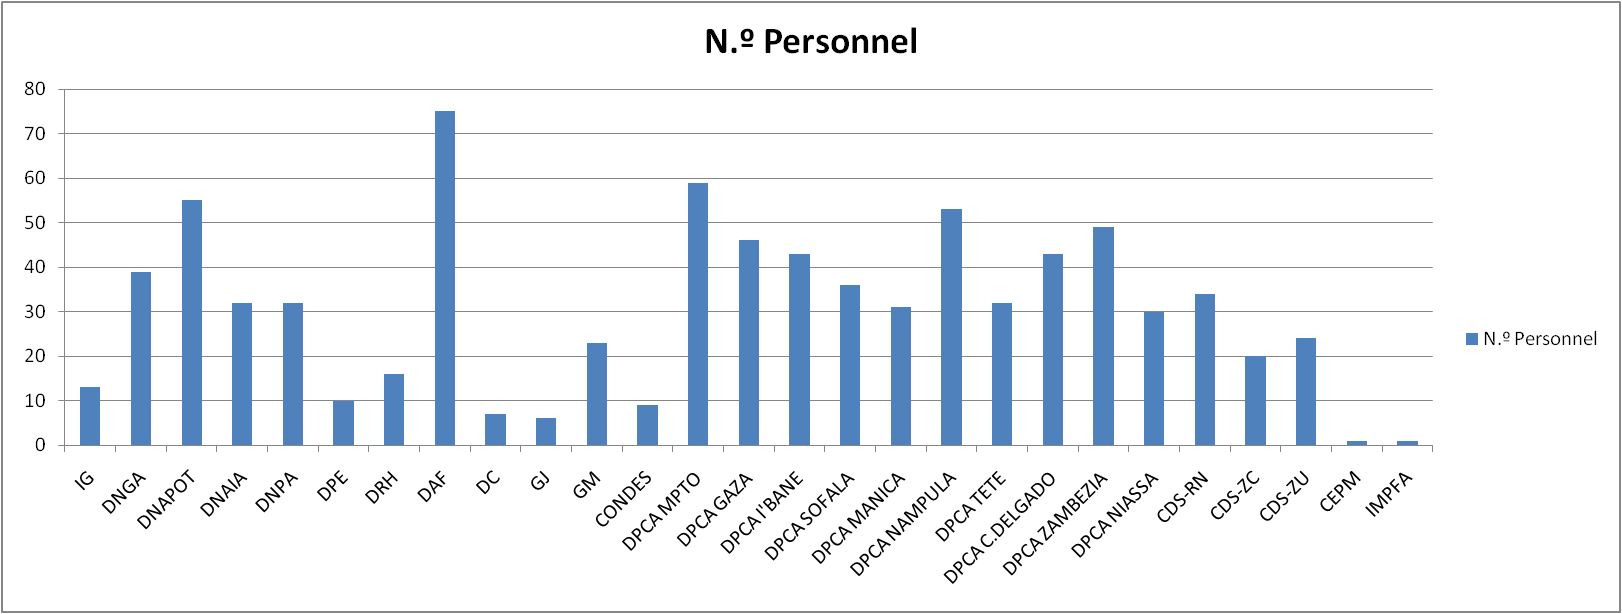 N.º Personnel
80
70
60
50
40
30
20
10
0
IG
DNGA
DNAPOT
DNAIA
DNPA
DPE
DRH
DAF
DC
GJ
GM
CONDES
DPCA MPTO
DPCA GAZA
DPCA I'BANE
DPCA SOFALA
DPCA MANICA
DPCA NAMPULA
DPCA TETE
DPCA C.DELGADO
DPCA ZAMBEZIA
DPCA NIASSA
CDS-RN
CDS-ZC
CDS-ZU
CEPM
IMPFA
N.º Personnel